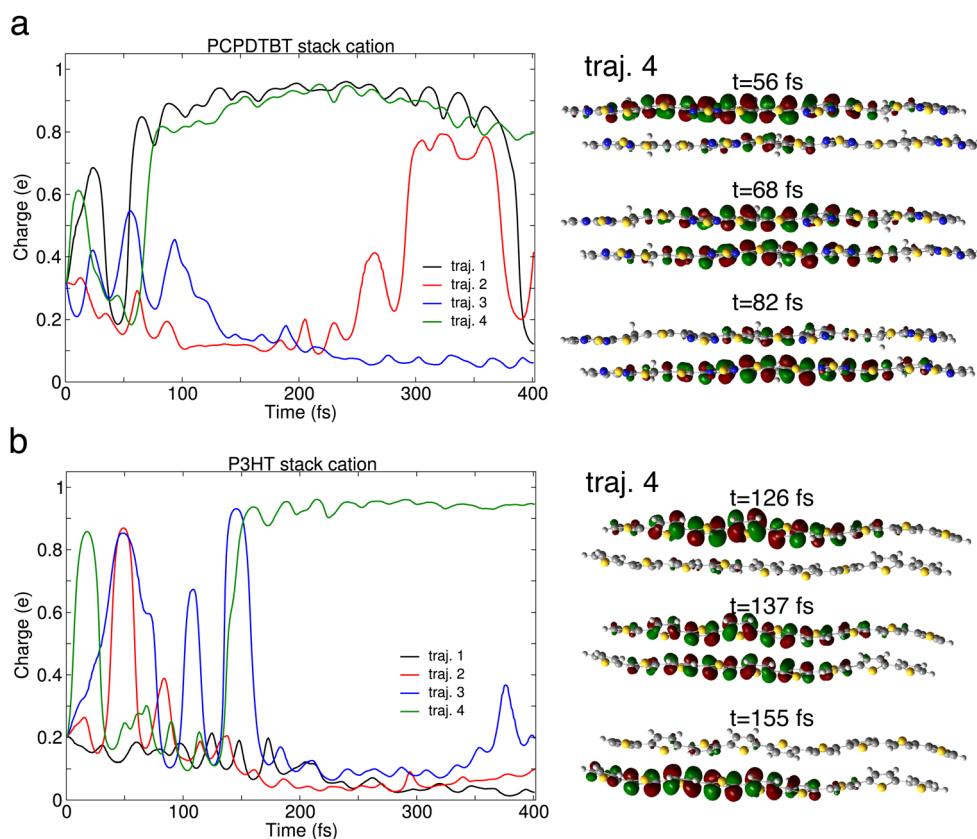 a
PCPDTBT stack cation
1
0.8
0.6
0.4
0.2
0
Charge (e)
traj. 1
traj. 2
traj. 3
traj. 4
0
100
200
300
400
Time (fs)
traj. 4
t=56 fs
t=68 fs
t=82 fs
b
P3HT stack cation
1
0.8
0.6
0.4
0.2
0
Charge (e)
traj. 1
traj. 2
traj. 3
traj. 4
0
100
200
300
400
Time (fs)
traj. 4
t=126 fs
t=137 fs
t=155 fs